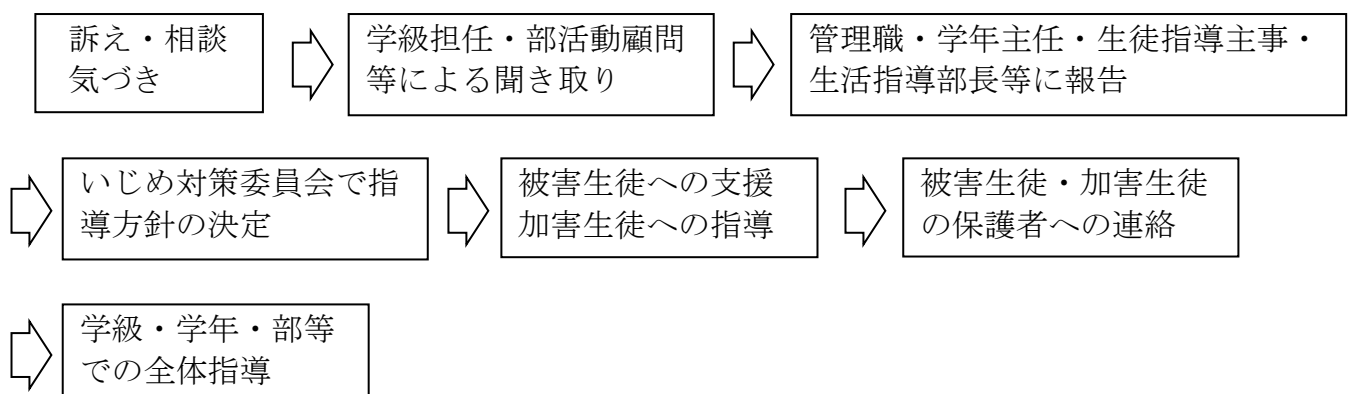 訴え・相談
気づき
学級担任・部活動顧問
等による聞き取り
管理職・学年主任・生徒指導主事・
生活指導部長等に報告
いじめ対策委員会で指
導方針の決定
被害生徒への支援
加害生徒への指導
被害生徒・加害生徒
の保護者への連絡
学級・学年・部等
での全体指導